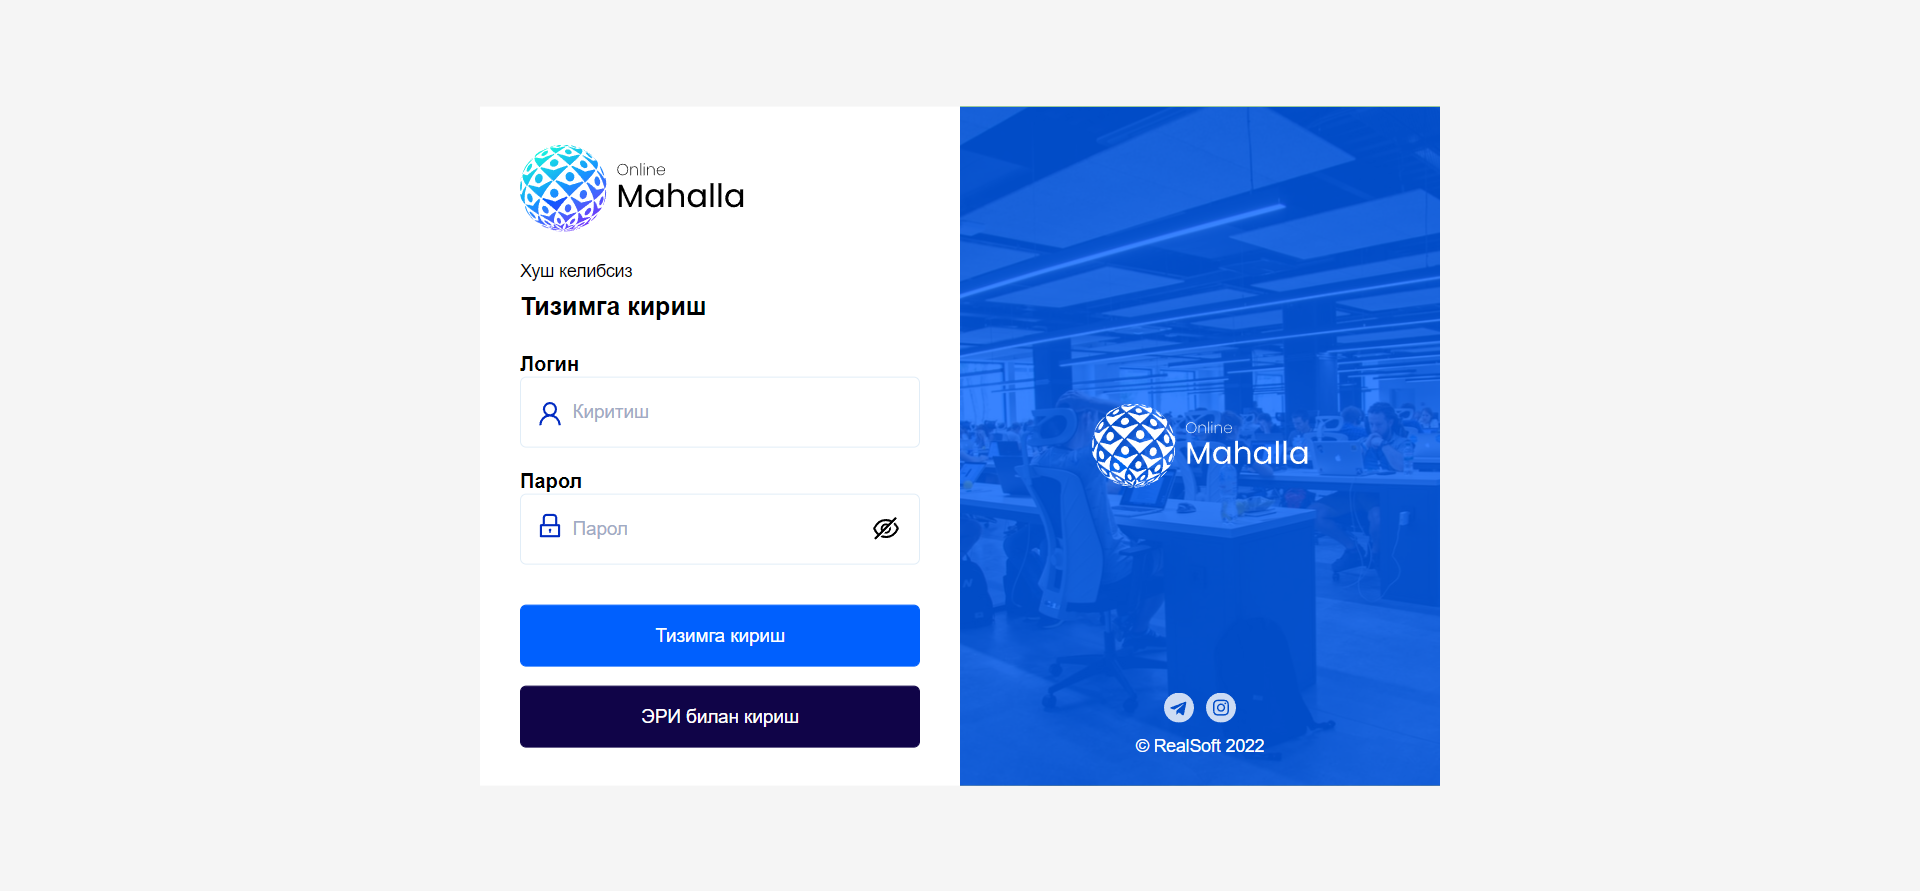 Online
Mahalla
Хуш келибсиз
Тизимга кириш
Логин
Киритиш
Парол
Парол
Тизимга кириш
ЭРИ билан кириш
Online
Mahalla
© RealSoft 2022